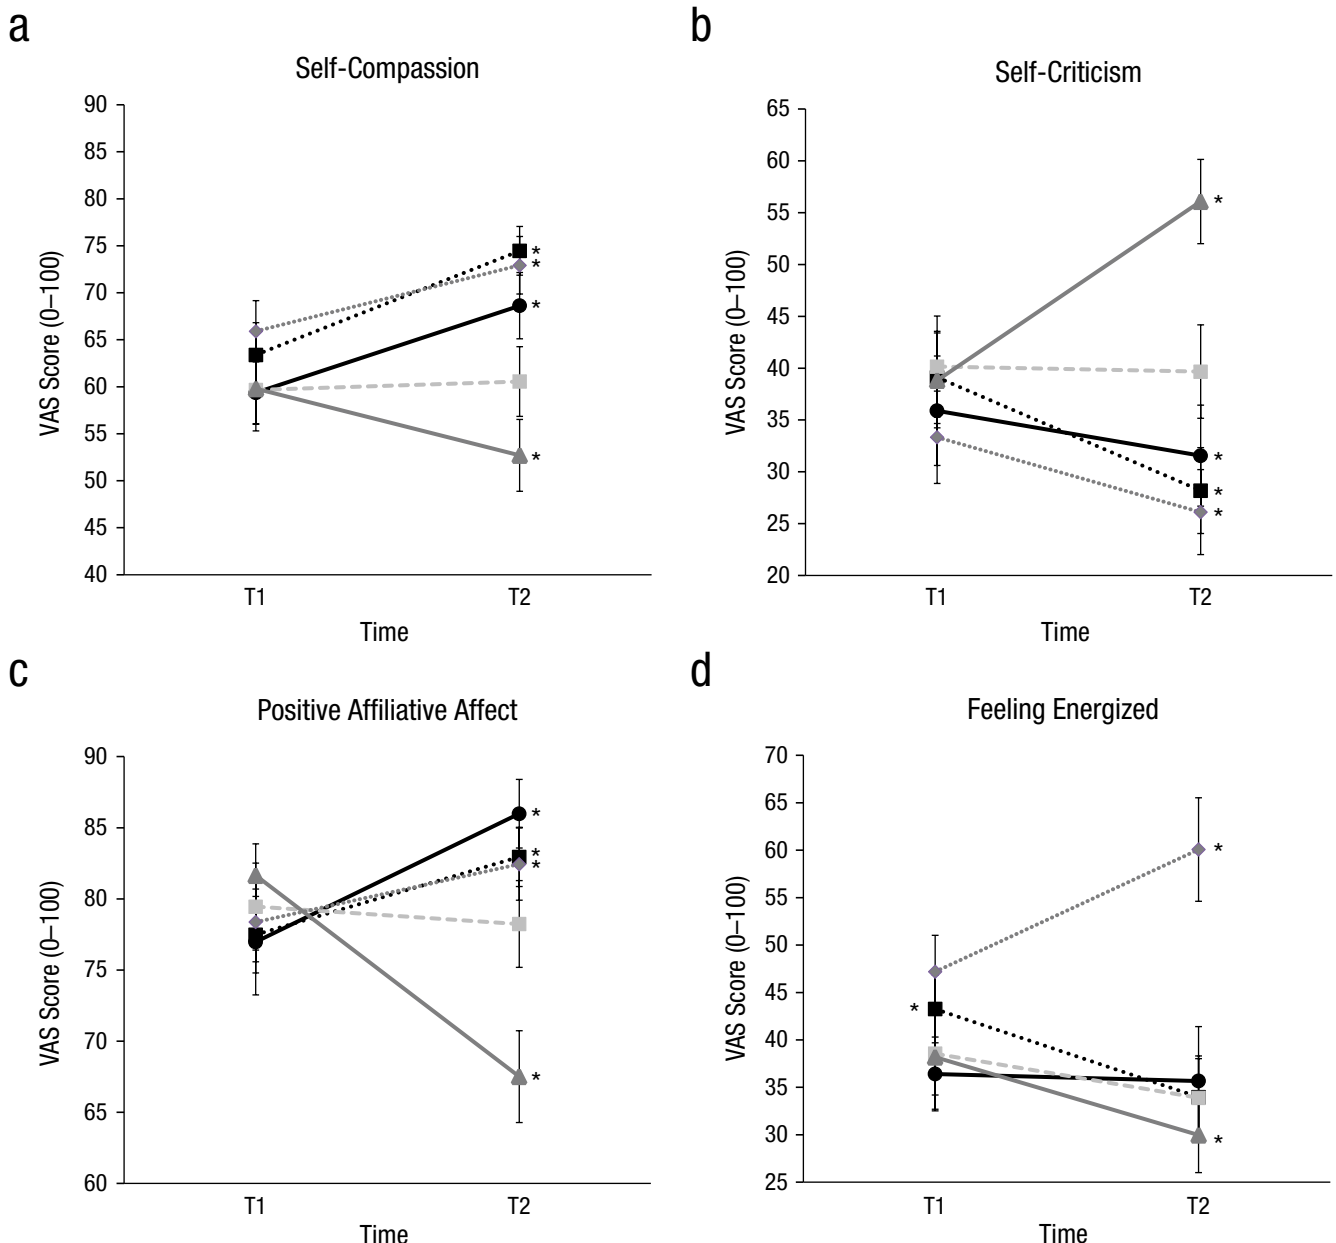 a
Self-Compassion
90
85
80
75
70
65
60
55
50
45
40
VAS Score (0–100)
*
*
*
*
T1
T2
Time
b
Self-Criticism
65
60
55
50
45
40
35
30
25
20
VAS Score (0–100)
*
*
*
*
T1
T2
Time
c
Positive Affiliative Affect
90
85
80
75
70
65
60
VAS Score (0–100)
*
*
*
*
T1
T2
Time
d
Feeling Energized
70
65
60
55
50
45
40
35
30
25
VAS Score (0–100)
*
*
*
T1
T2
Time